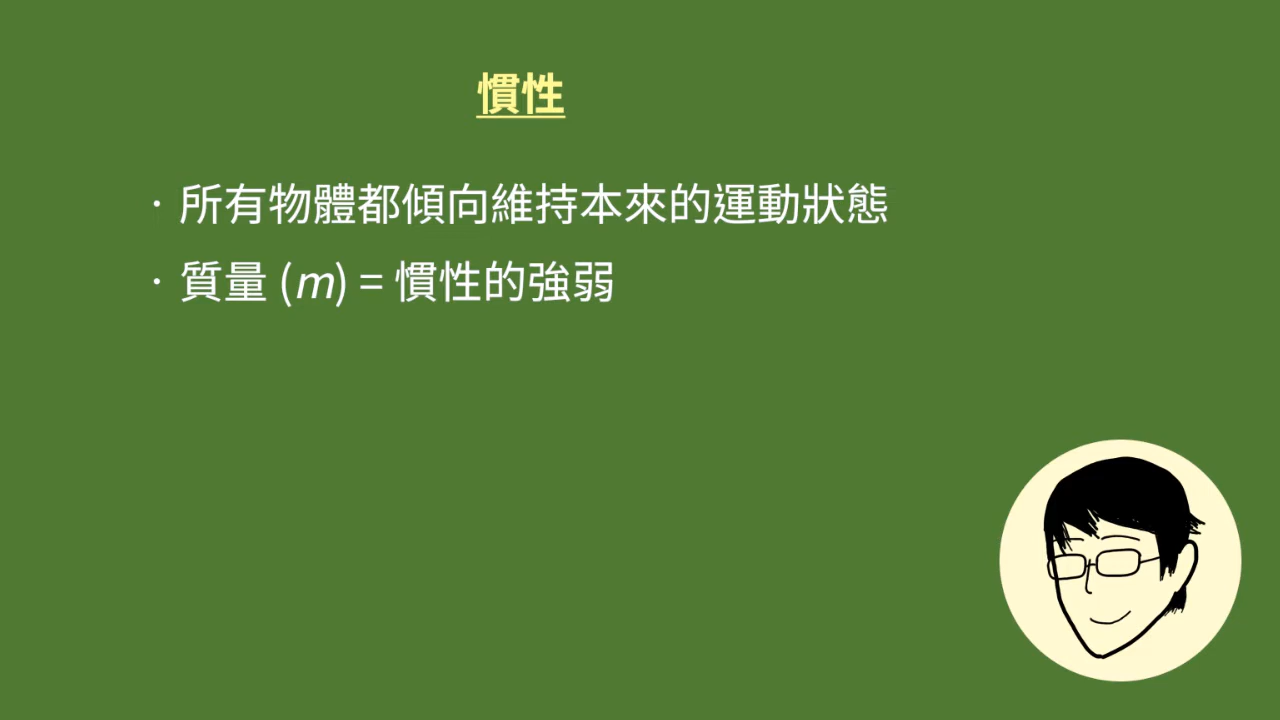 慣性
· 所有物體都傾向維持本來的運動狀態
· 質量 (m) = 慣性的強弱